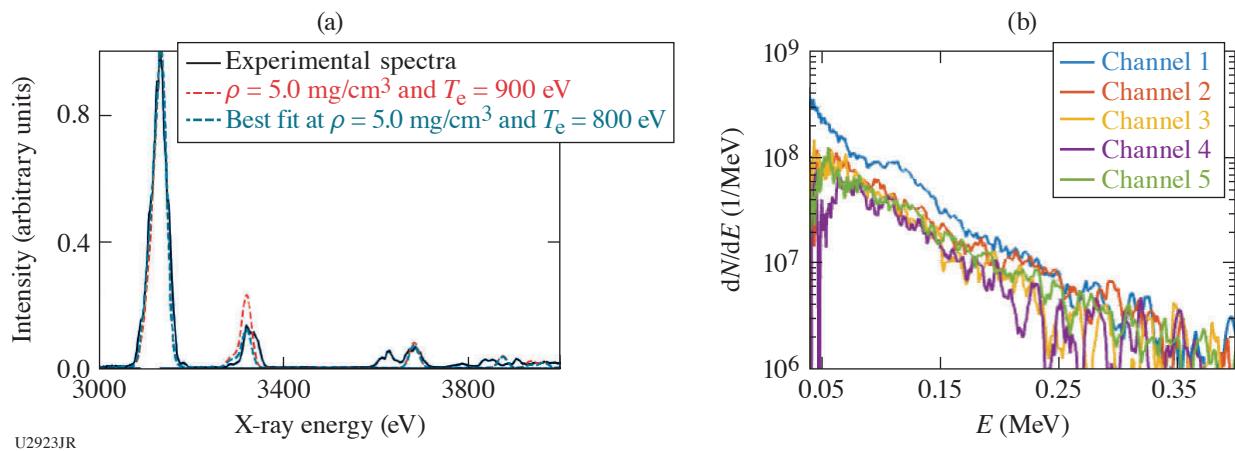 (a)
Experimental spectra
ρ = 5.0 mg/cm³ and Tₑ = 900 eV
Best fit at ρ = 5.0 mg/cm³ and Tₑ = 800 eV
Intensity (arbitrary units)
0.8
0.4
0.0
3000 3400 3800
X-ray energy (eV)
U2923JR
(b)
Channel 1
Channel 2
Channel 3
Channel 4
Channel 5
dN/dE (1/MeV)
10⁹
10⁸
10⁷
10⁶
0.05 0.15 0.25 0.35
E (MeV)